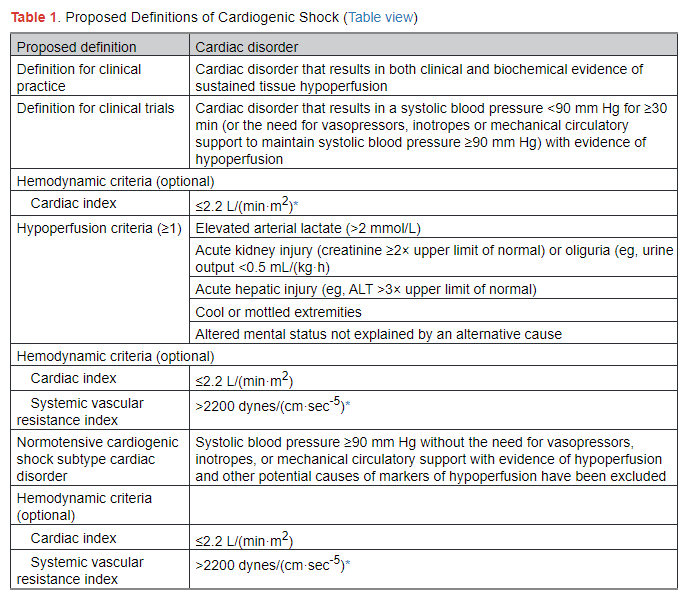 Table 1. Proposed Definitions of Cardiogenic Shock (Table view)
Proposed definition
Cardiac disorder
Definition for clinical
practice
Cardiac disorder that results in both clinical and biochemical evidence of
sustained tissue hypoperfusion
Definition for clinical trials
Cardiac disorder that results in a systolic blood pressure <90 mm Hg for ≥30
min (or the need for vasopressors, inotropes or mechanical circulatory
support to maintain systolic blood pressure ≥90 mm Hg) with evidence of
hypoperfusion
Hemodynamic criteria (optional)
Cardiac index
≤2.2 L/(min·m²)*
Hypoperfusion criteria (≥1)
Elevated arterial lactate (>2 mmol/L)
Acute kidney injury (creatinine ≥2× upper limit of normal) or oliguria (eg, urine
output <0.5 mL/(kg·h)
Acute hepatic injury (eg, ALT >3× upper limit of normal)
Cool or mottled extremities
Altered mental status not explained by an alternative cause
Hemodynamic criteria (optional)
Cardiac index
≤2.2 L/(min·m²)
Systemic vascular
resistance index
>2200 dynes/(cm·sec⁻⁵)*
Normotensive cardiogenic
shock subtype cardiac
disorder
Systolic blood pressure ≥90 mm Hg without the need for vasopressors,
inotropes, or mechanical circulatory support with evidence of hypoperfusion
and other potential causes of markers of hypoperfusion have been excluded
Hemodynamic criteria
(optional)
Cardiac index
≤2.2 L/(min·m²)
Systemic vascular
resistance index
>2200 dynes/(cm·sec⁻⁵)*